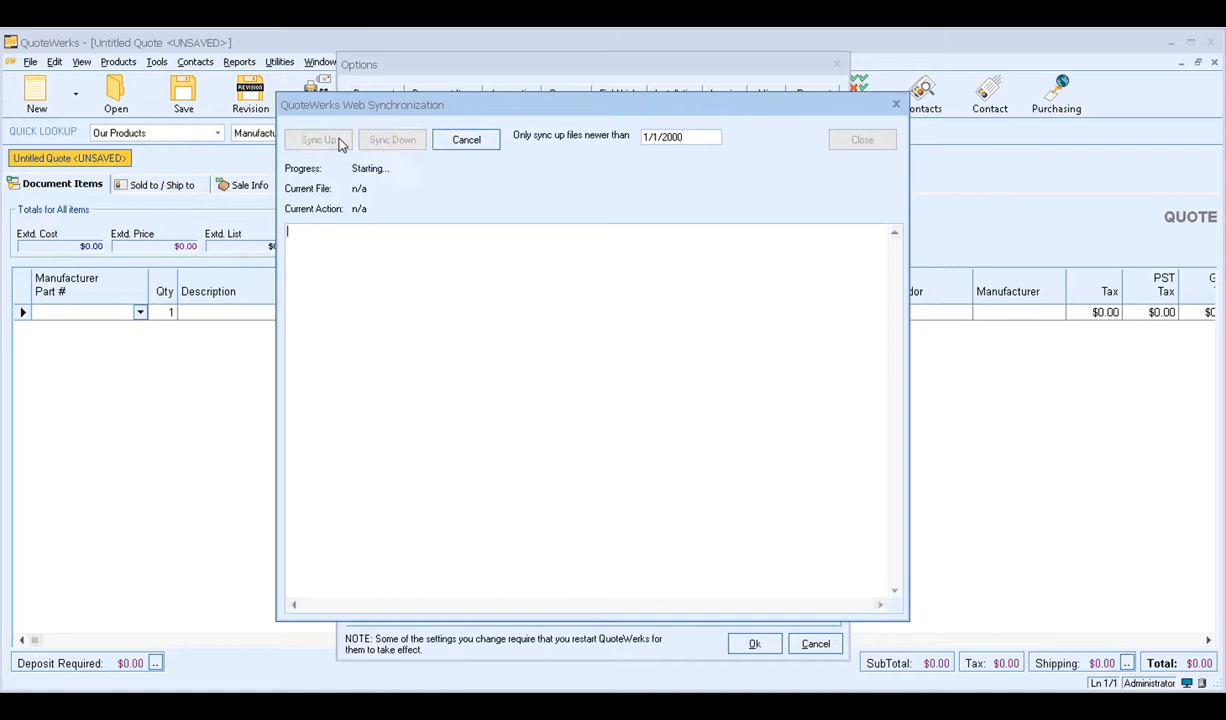 QuoteWerks - [Untitled Quote <UNSAVED>]
File Edit View Products Tools Contacts Reports Utilities Window
Options
New Open Save Revision Contacts Contact Purchasing
REVISION
QuoteWerks Web Synchronization
QUICK LOOKUP Our Products
Sync Up Sync Down Cancel Only sync up files newer than 1/1/2000 Close
Untitled Quote <UNSAVED>
Progress: Starting...
Document Items Sold to / Ship to Sale Info
Current File: n/a
Current Action: n/a
Totals for All items
QUOTE
Extd. Cost Extd. Price Extd. List
$0.00 $0.00
Manufacturer Part # Qty Description Manufacturer Tax PST Tax
1 $0.00 $0.00
NOTE: Some of the settings you change require that you restart QuoteWerks for
them to take effect.
Ok Cancel
Deposit Required: $0.00 .. SubTotal: $0.00 Tax: $0.00 Shipping: $0.00 .. Total: $0.00
Ln 1/1 Administrator